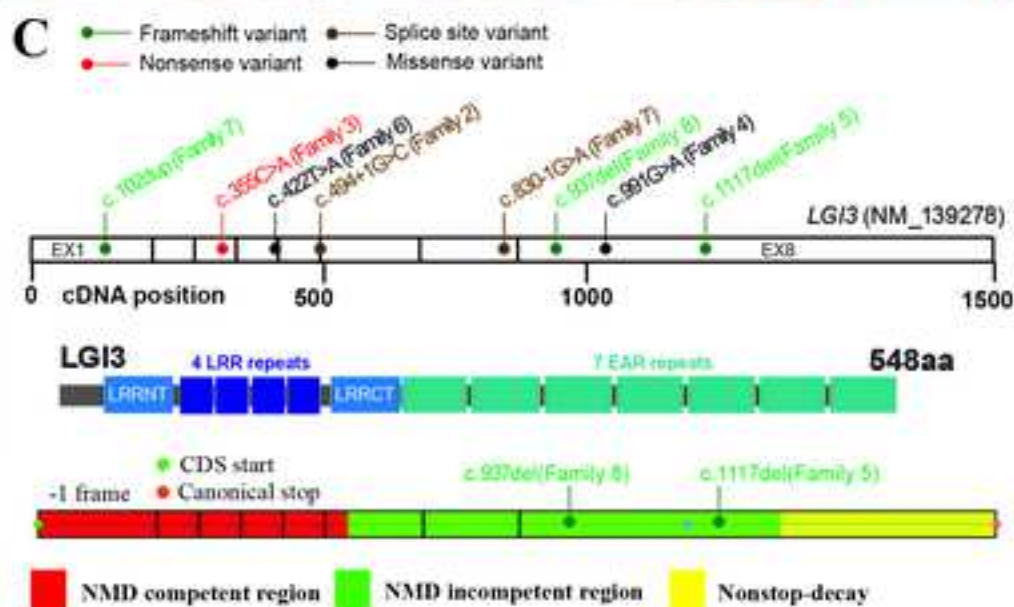 C
Frameshift variant
Splice site variant
Nonsense variant
Missense variant
c.102dup (Family 7)
c.355C>A (Family 3)
c.422T>A (Family 6)
c.494+1G>C (Family 2)
c.830-1G>A (Family 7)
c.937del(Family 8)
c.991G>A (Family 4)
c.1117del(Family 5)
LGI3 (NM_139278)
EX1
EX8
0
cDNA position
500
1000
1500
LGI3
4 LRR repeats
7 EAR repeats
548aa
LRRNT
LRRCT
CDS start
-1 frame
Canonical stop
c.937del(Family 8)
c.1117del(Family 5)
NMD competent region
NMD incompetent region
Nonstop-decay